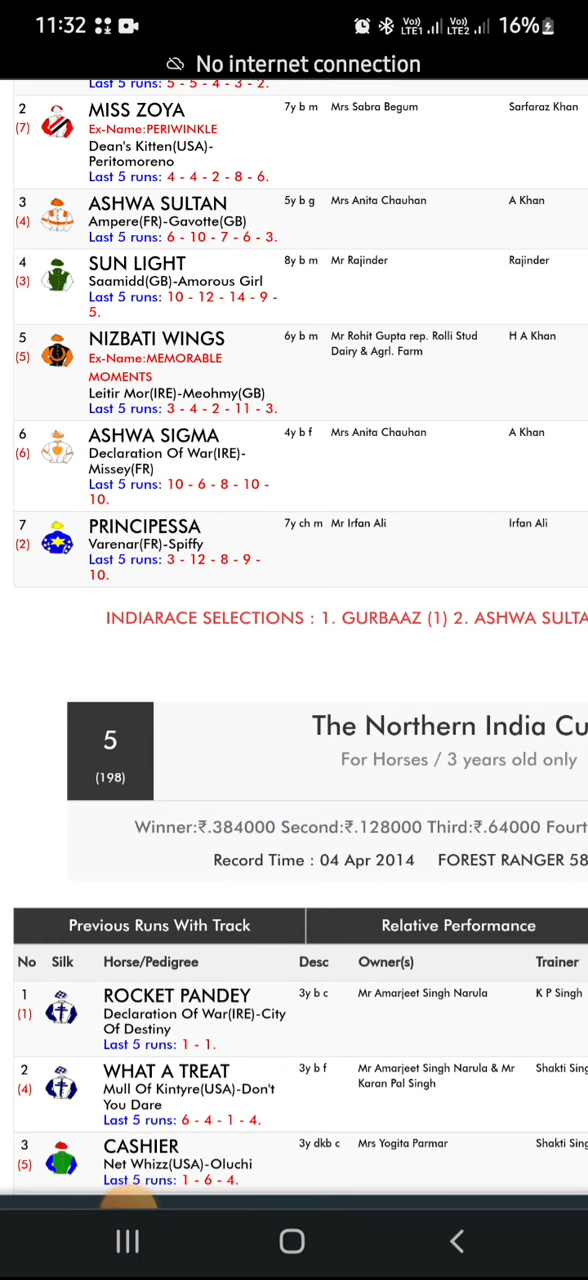 11:32 Vo) LTE1 Vo) LTE2 16%
No internet connection
Last 5 runs: 5 - 5 - 4 - 3 - 2.
2 MISS ZOYA 7y b m Mrs Sabra Begum Sarfaraz Khan
(7) Ex-Name:PERIWINKLE
Dean's Kitten(USA)-
Peritomoreno
Last 5 runs: 4 - 4 - 2 - 8 - 6.
3 ASHWA SULTAN 5y b g Mrs Anita Chauhan A Khan
(4) Ampere(FR)-Gavotte(GB)
Last 5 runs: 6 - 10 - 7 - 6 - 3.
4 SUN LIGHT 8y b m Mr Rajinder Rajinder
(3) Saamidd(GB)-Amorous Girl
Last 5 runs: 10 - 12 - 14 - 9 -
5.
5 NIZBATI WINGS 6y b m Mr Rohit Gupta rep. Rolli Stud H A Khan
(5) Ex-Name:MEMORABLE Dairy & Agrl. Farm
MOMENTS
Leitir Mor(IRE)-Meohmy(GB)
Last 5 runs: 3 - 4 - 2 - 11 - 3.
6 ASHWA SIGMA 4y b f Mrs Anita Chauhan A Khan
(6) Declaration Of War(IRE)-
Missey(FR)
Last 5 runs: 10 - 6 - 8 - 10 -
10.
7 PRINCIPESSA 7y ch m Mr Irfan Ali Irfan Ali
(2) Varenar(FR)-Spiffy
Last 5 runs: 3 - 12 - 8 - 9 -
10.
INDIARACE SELECTIONS : 1. GURBAAZ (1) 2. ASHWA SULTA
5 The Northern India Cu
(198) For Horses / 3 years old only
Winner:₹.384000 Second:₹.128000 Third:₹.64000 Fourt
Record Time : 04 Apr 2014 FOREST RANGER 58
Previous Runs With Track Relative Performance
No Silk Horse/Pedigree Desc Owner(s) Trainer
1 ROCKET PANDEY 3y b c Mr Amarjeet Singh Narula K P Singh
(1) Declaration Of War(IRE)-City
Of Destiny
Last 5 runs: 1 - 1.
2 WHAT A TREAT 3y b f Mr Amarjeet Singh Narula & Mr Shakti Sing
(4) Mull Of Kintyre(USA)-Don't Karan Pal Singh
You Dare
Last 5 runs: 6 - 4 - 1 - 4.
3 CASHIER 3y dkb c Mrs Yogita Parmar Shakti Sing
(5) Net Whizz(USA)-Oluchi
Last 5 runs: 1 - 6 - 4.